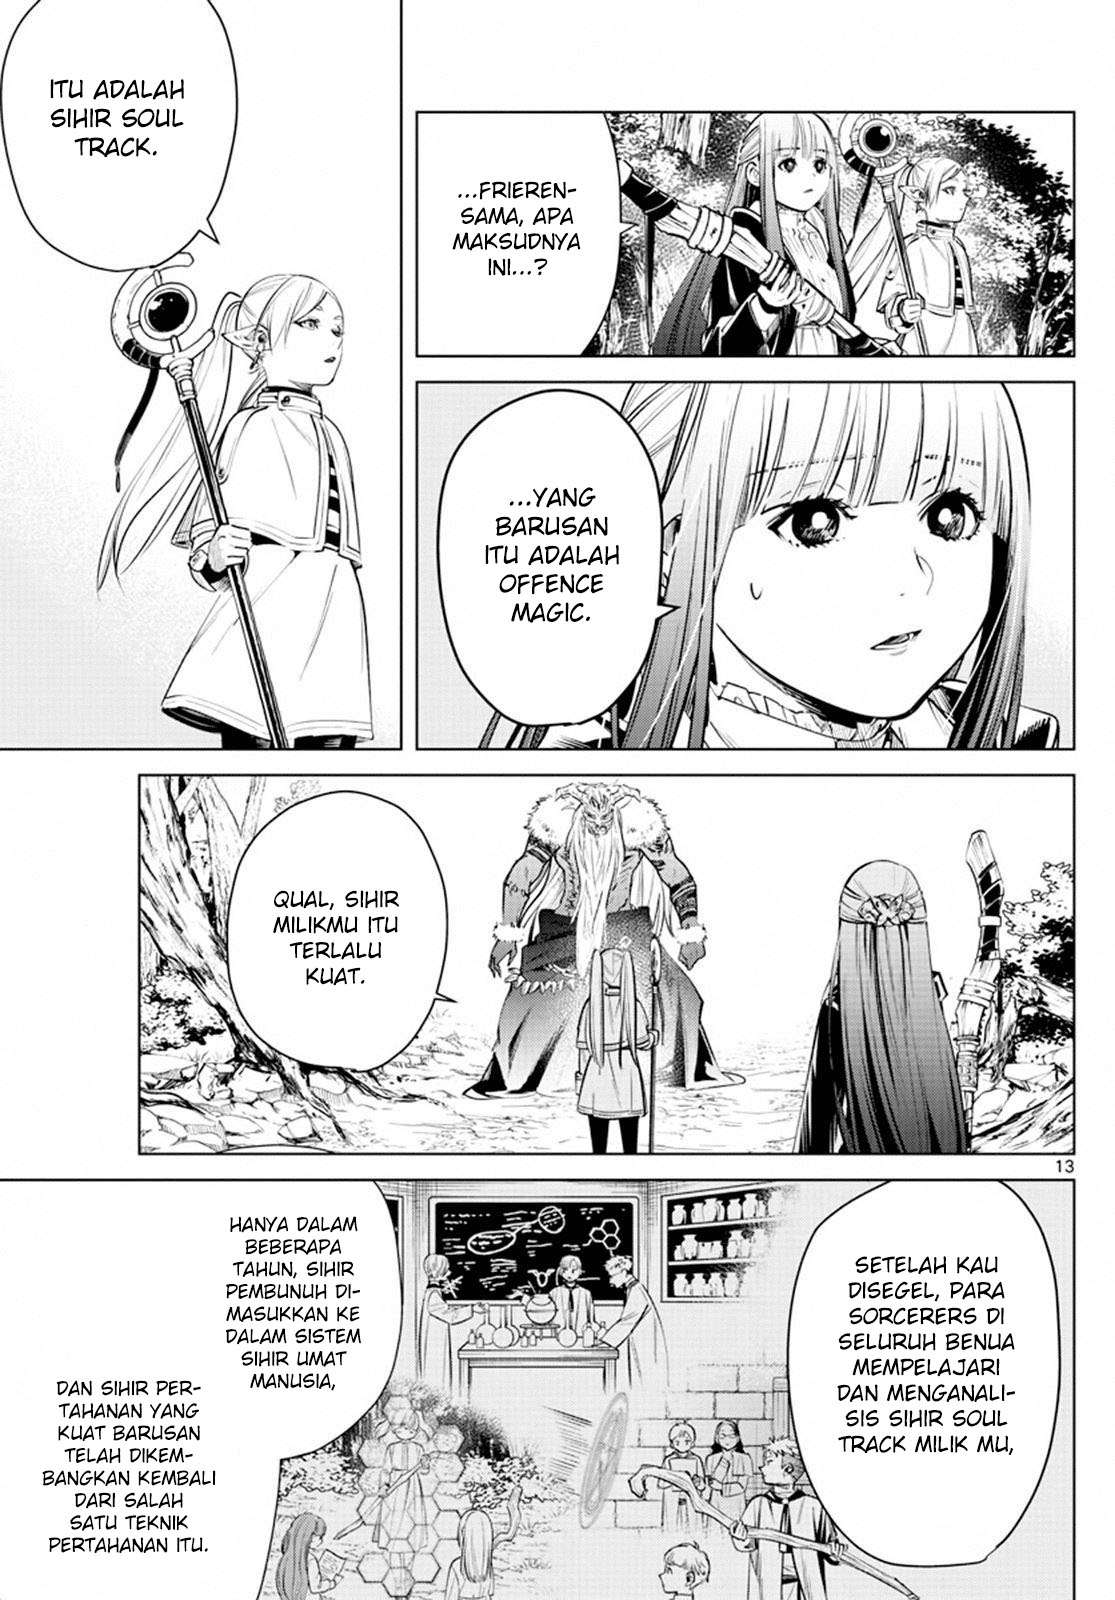 ...FRIEREN-
SAMA, APA
MAKSUDNYA
INI...?
...YANG
BARUSAN
ITU ADALAH
OFFENCE
MAGIC.
ITU ADALAH
SIHIR SOUL
TRACK.
QUAL, SIHIR
MILIKMU ITU
TERLALU
KUAT.
13
SETELAH KAU
DISEGEL, PARA
SORCERERS DI
SELURUH BENUA
MEMPELAJARI
DAN MENGANALI-
SIS SIHIR SOUL
TRACK MILIK MU,
HANYA DALAM
BEBERAPA
TAHUN, SIHIR
PEMBUNUH DI-
MASUKKAN KE
DALAM SISTEM
SIHIR UMAT
MANUSIA,
DAN SIHIR PER-
TAHANAN YANG
KUAT BARUSAN
TELAH DIKEM-
BANGKAN KEMBALI
DARI SALAH
SATU TEKNIK
PERTAHANAN ITU.